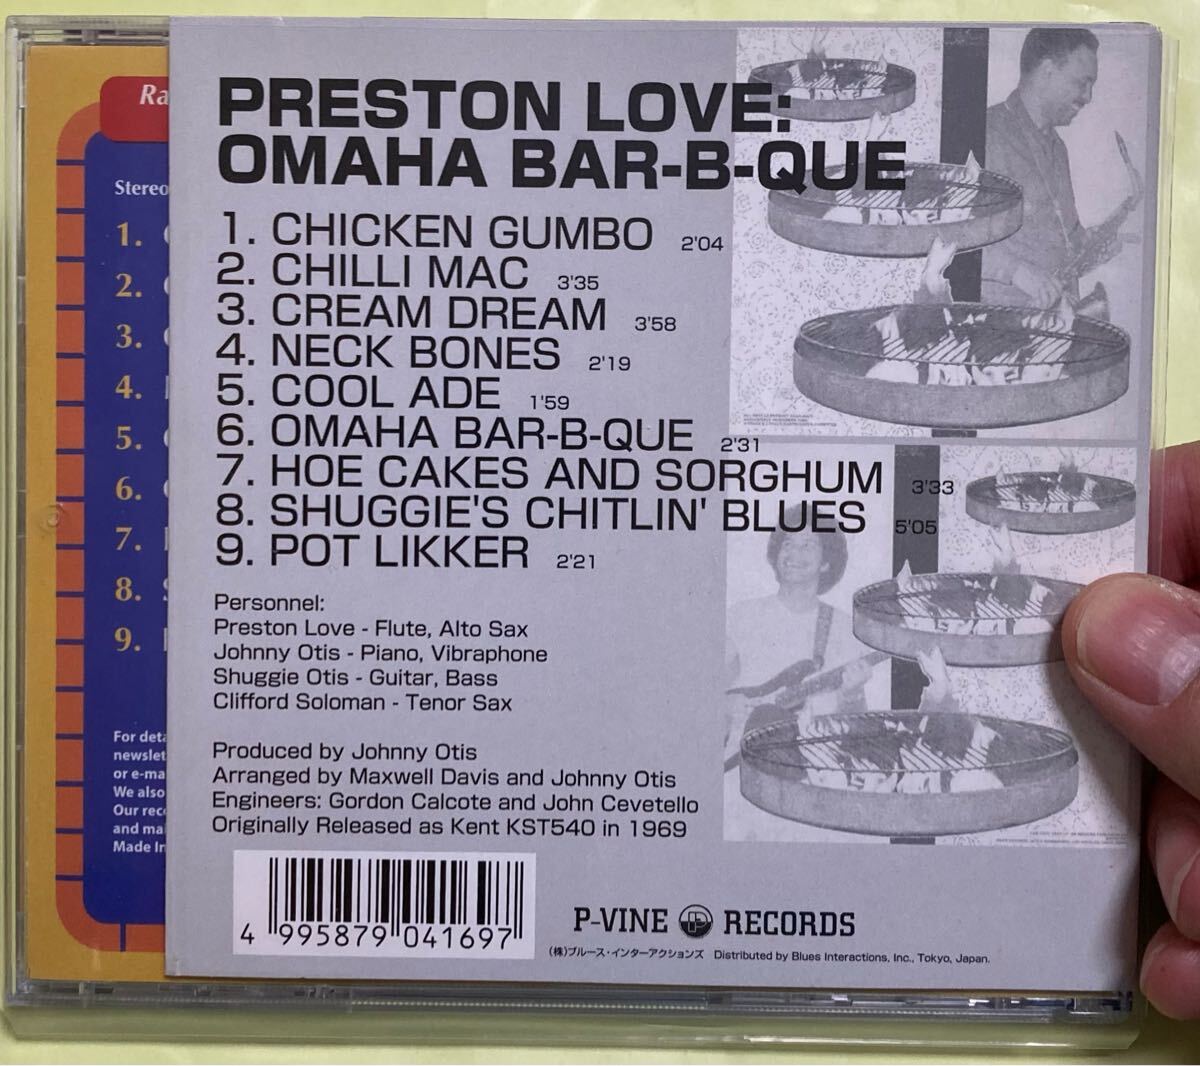 PRESTON LOVE:
OMAHA BAR-B-QUE
1. CHICKEN GUMBO 2'04
2. CHILLI MAC 3'35
3. CREAM DREAM 3'58
4. NECK BONES 2'19
5. COOL ADE 1'59
6. OMAHA BAR-B-QUE 2'31
7. HOE CAKES AND SORGHUM 3'33
8. SHUGGIE'S CHITLIN' BLUES 5'05
9. POT LIKKER 2'21
Personnel:
Preston Love - Flute, Alto Sax
Johnny Otis - Piano, Vibraphone
Shuggie Otis - Guitar, Bass
Clifford Soloman - Tenor Sax
Produced by Johnny Otis
Arranged by Maxwell Davis and Johnny Otis
Engineers: Gordon Calcote and John Cevetello
Originally Released as Kent KST540 in 1969
4 995879 041697
P-VINE RECORDS
(株)ブルース・インターアクションズ Distributed by Blues Interactions, Inc., Tokyo, Japan.
Ra
Stereo
1.
2.
3.
4.
5.
6.
7.
8.
9.
For deta
newslet
or e-ma
We also
Our rec
and ma
Made In